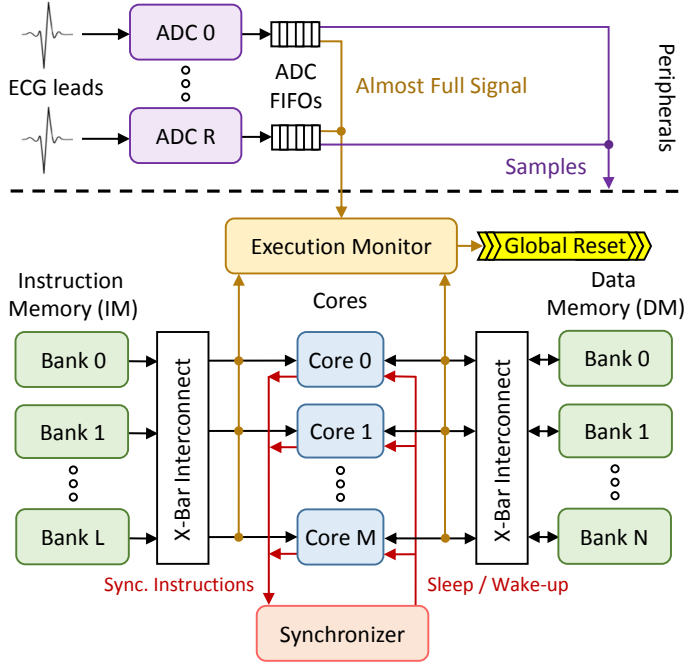 ADC 0
ECG leads
ADC
FIFOs
Almost Full Signal
Peripherals
ADC R
Samples
Execution Monitor
Global Reset
Instruction
Memory (IM)
Cores
Data
Memory (DM)
Bank 0
X-Bar Interconnect
Core 0
X-Bar Interconnect
Bank 0
Bank 1
Core 1
Bank 1
Bank L
Core M
Bank N
Sync. Instructions
Sleep / Wake-up
Synchronizer